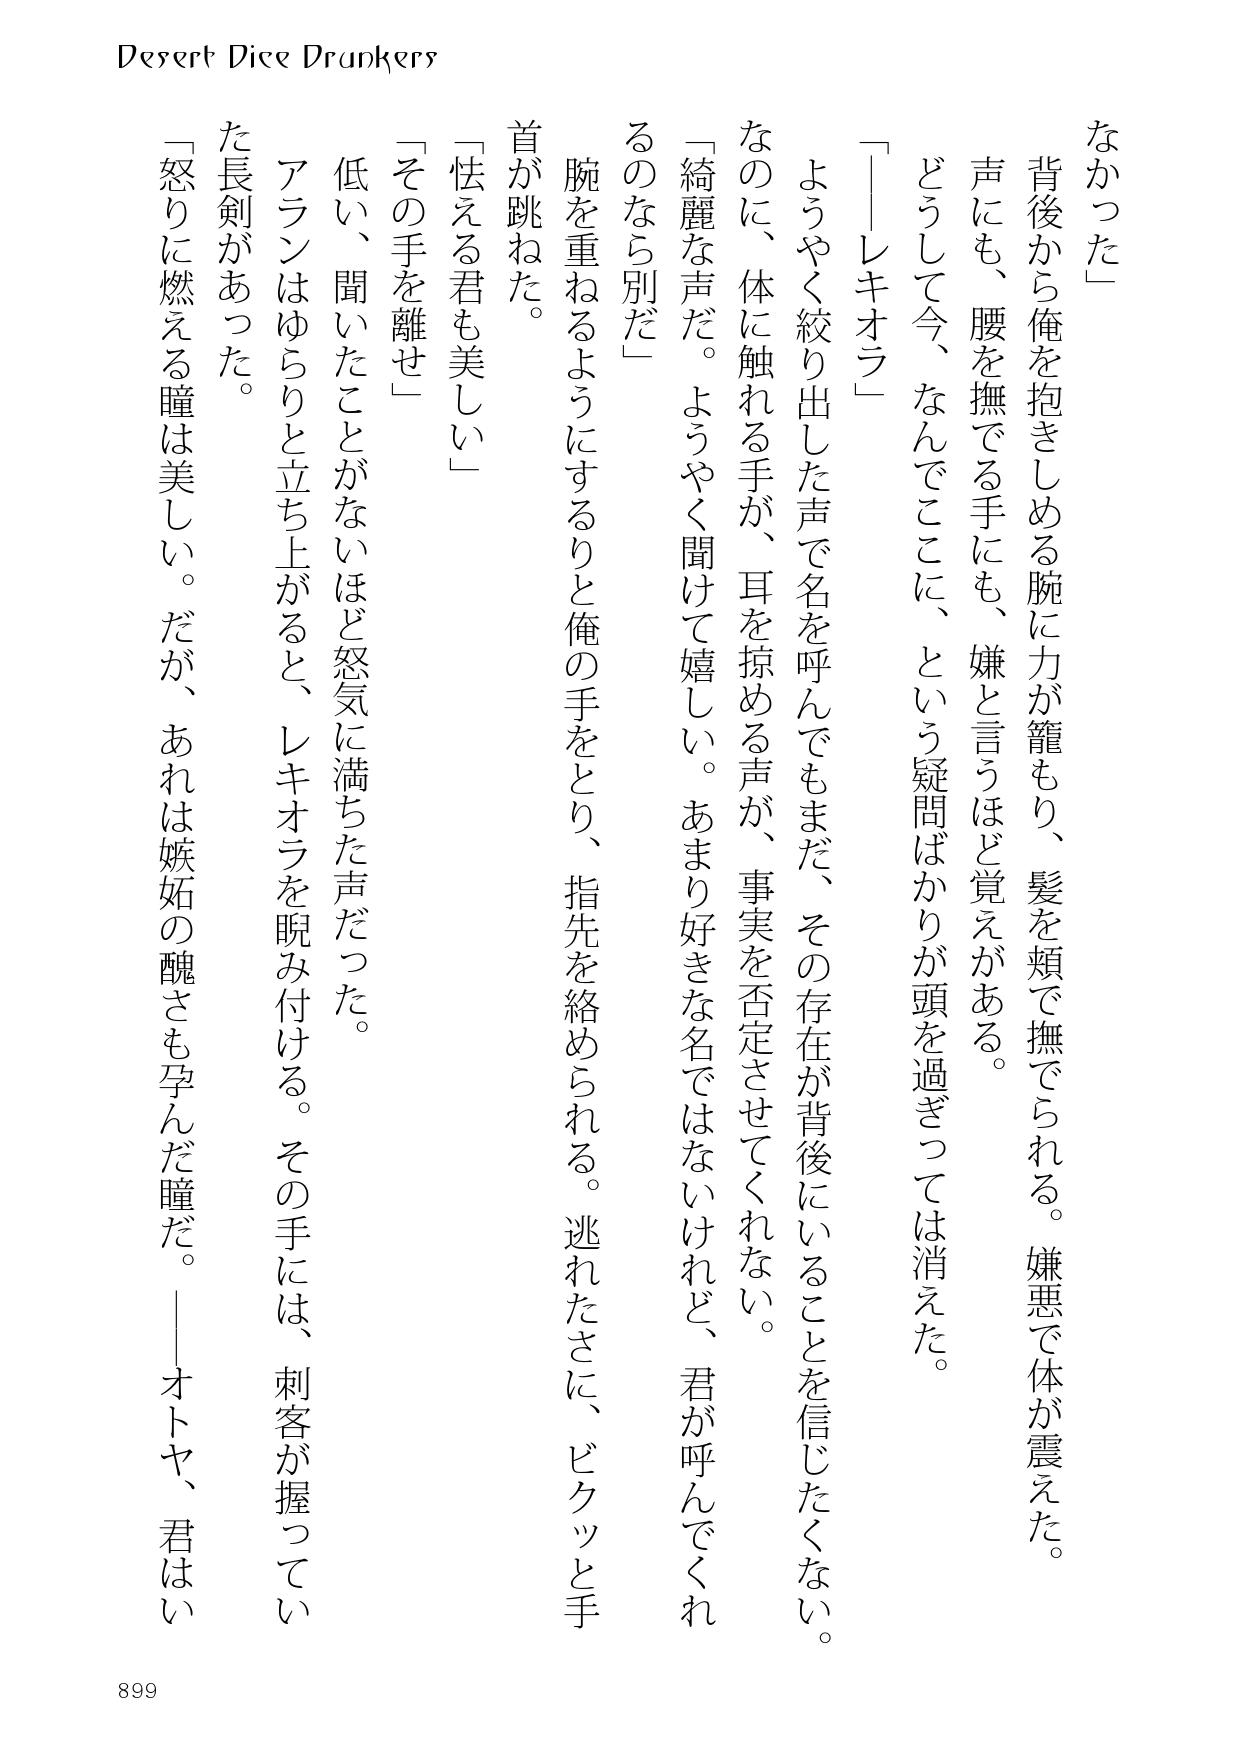 Desert Dice Drunkers
なかった」
背後から俺を抱きしめる腕に力が籠もり、髪を頬で撫でられる。嫌悪で体が震えた。
声にも、腰を撫でる手にも、嫌と言うほど覚えがある。
どうして今、なんでここに、という疑問ばかりが頭を過ぎっては消えた。
「――レキオラ」
ようやく絞り出した声で名を呼んでもまだ、その存在が背後にいることを信じたくない。
なのに、体に触れる手が、耳を掠める声が、事実を否定させてくれない。
「綺麗な声だ。ようやく聞けて嬉しい。あまり好きな名ではないけれど、君が呼んでくれ
るのなら別だ」
腕を重ねるようにするりと俺の手をとり、指先を絡められる。逃れたさに、ビクッと手
首が跳ねた。
「怯える君も美しい」
「その手を離せ」
低い、聞いたことがないほど怒気に満ちた声だった。
アランはゆらりと立ち上がると、レキオラを睨み付ける。その手には、刺客が握ってい
た長剣があった。
「怒りに燃える瞳は美しい。だが、あれは嫉妬の醜さも孕んだ瞳だ。――オトヤ、君はい
899